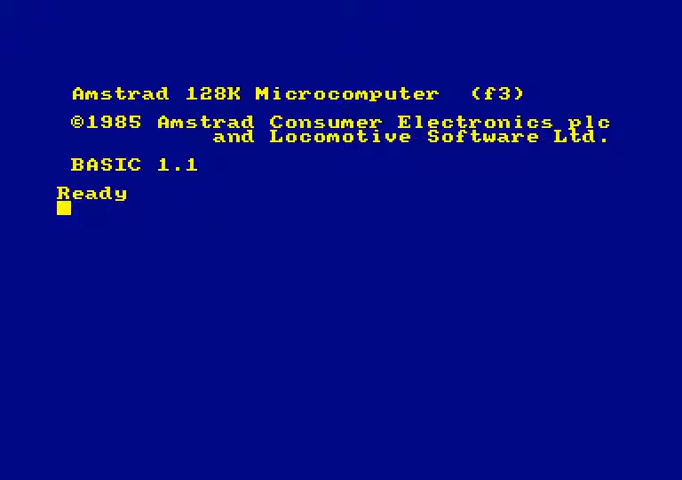 Amstrad 128K Microcomputer (f3)
©1985 Amstrad Consumer Electronics plc
and Locomotive Software Ltd.
BASIC 1.1
Ready